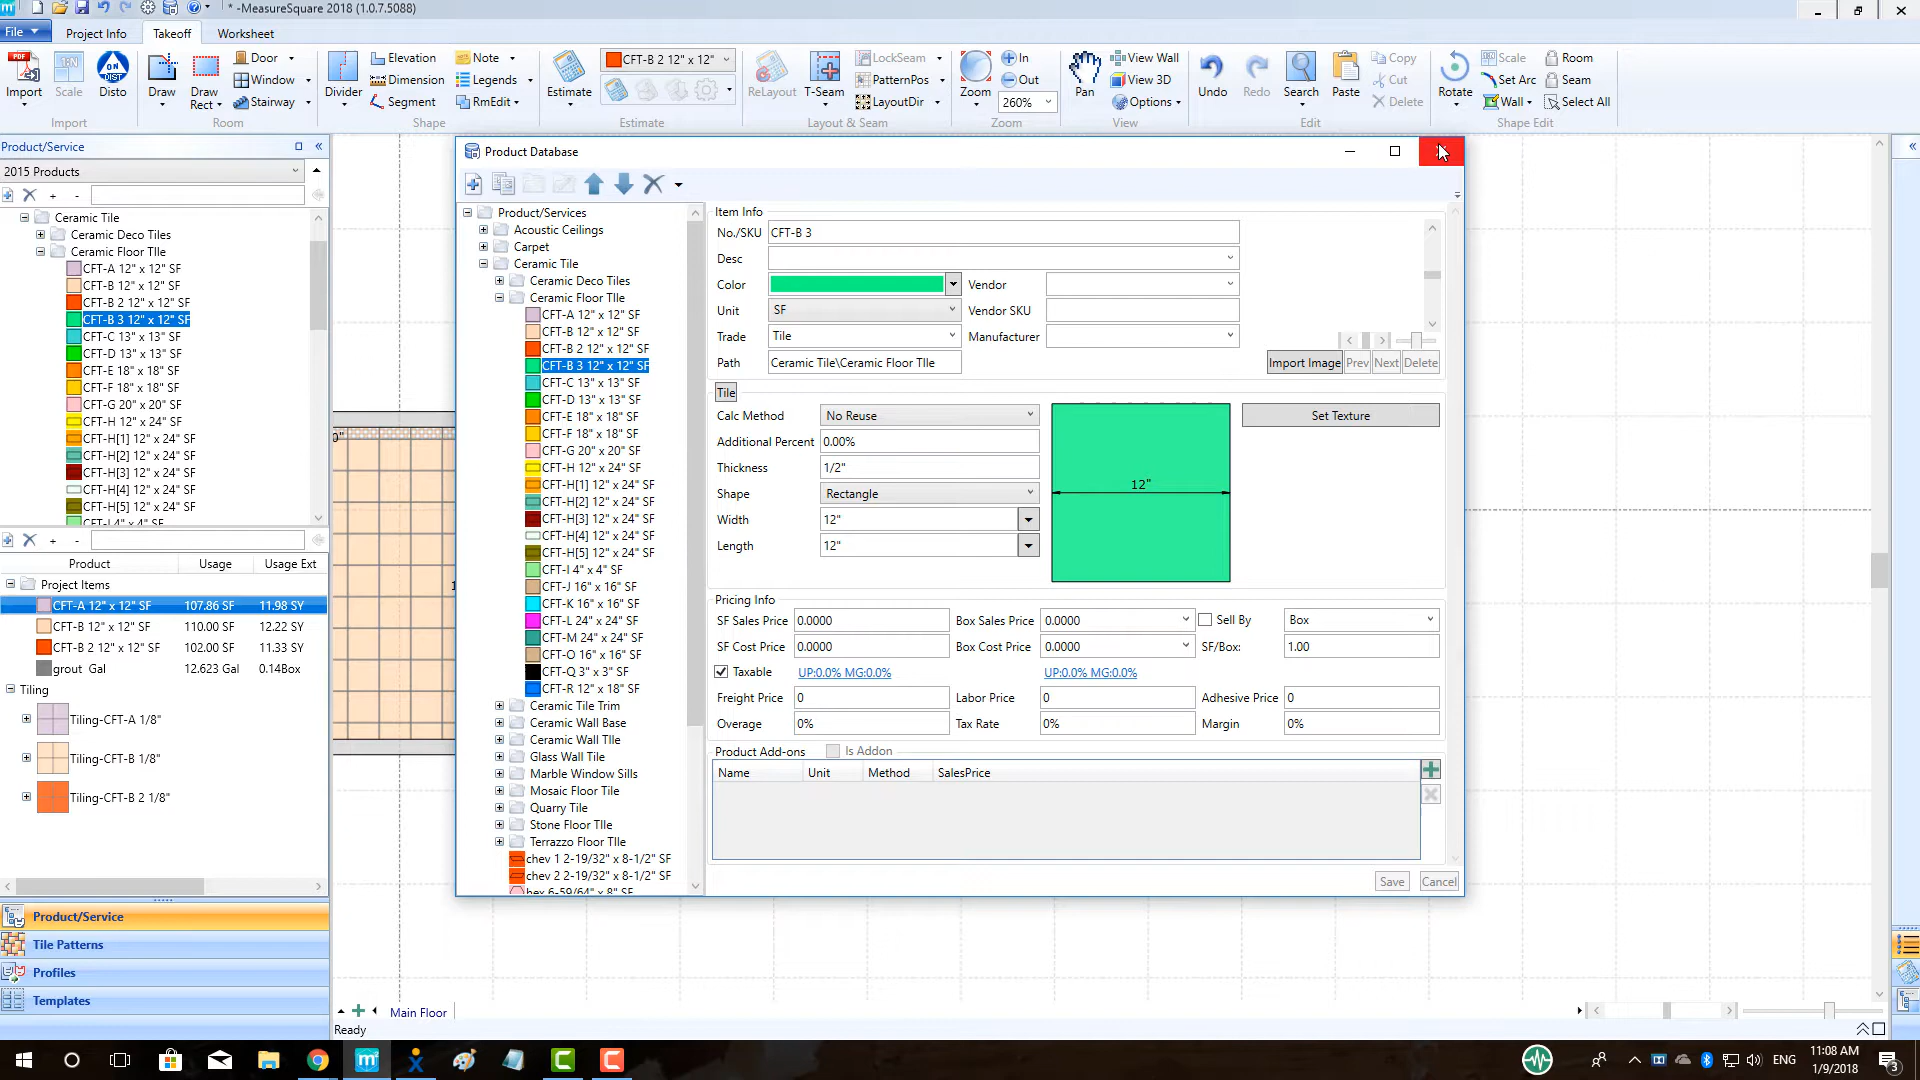 * -MeasureSquare 2018 (1.0.7.5088)
File Project Info Takeoff Worksheet
Import Scale Disto
Import
Draw Draw Rect
Door
Window
Stairway
Room
Divider
Elevation
Dimension
Segment
Note
Legends
RmEdit
Shape
Estimate
CFT-B 2 12" x 12"
Estimate
ReLayout T-Seam
LockSeam
PatternPos
LayoutDir
Layout & Seam
Zoom
In
Out
260%
Zoom
Pan
View Wall
View 3D
Options
View
Undo Redo Search Paste
Copy
Cut
Delete
Edit
Rotate
Scale
Set Arc
Wall
Room
Seam
Select All
Shape Edit
Product/Service
2015 Products
Ceramic Tile
Ceramic Deco Tiles
Ceramic Floor TIle
CFT-A 12" x 12" SF
CFT-B 12" x 12" SF
CFT-B 2 12" x 12" SF
CFT-B 3 12" x 12" SF
CFT-C 13" x 13" SF
CFT-D 13" x 13" SF
CFT-E 18" x 18" SF
CFT-F 18" x 18" SF
CFT-G 20" x 20" SF
CFT-H 12" x 24" SF
CFT-H[1] 12" x 24" SF
CFT-H[2] 12" x 24" SF
CFT-H[3] 12" x 24" SF
CFT-H[4] 12" x 24" SF
CFT-H[5] 12" x 24" SF
CFT-I 4" x 4" SF
Product Usage Usage Ext
Project Items
CFT-A 12" x 12" SF 107.86 SF 11.98 SY
CFT-B 12" x 12" SF 110.00 SF 12.22 SY
CFT-B 2 12" x 12" SF 102.00 SF 11.33 SY
grout Gal 12.623 Gal 0.14Box
Tiling
Tiling-CFT-A 1/8"
Tiling-CFT-B 1/8"
Tiling-CFT-B 2 1/8"
Product/Service
Tile Patterns
Profiles
Templates
Product Database
Product/Services
Acoustic Ceilings
Carpet
Ceramic Tile
Ceramic Deco Tiles
Ceramic Floor TIle
CFT-A 12" x 12" SF
CFT-B 12" x 12" SF
CFT-B 2 12" x 12" SF
CFT-B 3 12" x 12" SF
CFT-C 13" x 13" SF
CFT-D 13" x 13" SF
CFT-E 18" x 18" SF
CFT-F 18" x 18" SF
CFT-G 20" x 20" SF
CFT-H 12" x 24" SF
CFT-H[1] 12" x 24" SF
CFT-H[2] 12" x 24" SF
CFT-H[3] 12" x 24" SF
CFT-H[4] 12" x 24" SF
CFT-H[5] 12" x 24" SF
CFT-I 4" x 4" SF
CFT-J 16" x 16" SF
CFT-K 16" x 16" SF
CFT-L 24" x 24" SF
CFT-M 24" x 24" SF
CFT-O 16" x 16" SF
CFT-Q 3" x 3" SF
CFT-R 12" x 18" SF
Ceramic Tile Trim
Ceramic Wall Base
Ceramic Wall TIle
Glass Wall Tile
Marble Window Sills
Mosaic Floor Tile
Quarry Tile
Stone Floor TIle
Terrazzo Floor TIle
chev 1 2-19/32" x 8-1/2" SF
chev 2 2-19/32" x 8-1/2" SF
hex 6-59/64" x 8" SF
Item Info
No./SKU CFT-B 3
Desc
Color Vendor
Unit SF Vendor SKU
Trade Tile Manufacturer
Path Ceramic Tile\Ceramic Floor TIle Import Image Prev Next Delete
Tile
Calc Method No Reuse Set Texture
Additional Percent 0.00%
Thickness 1/2"
Shape Rectangle
Width 12"
Length 12"
12"
Pricing Info
SF Sales Price 0.0000 Box Sales Price 0.0000 Sell By Box
SF Cost Price 0.0000 Box Cost Price 0.0000 SF/Box: 1.00
Taxable UP:0.0% MG:0.0% UP:0.0% MG:0.0%
Freight Price 0 Labor Price 0 Adhesive Price 0
Overage 0% Tax Rate 0% Margin 0%
Product Add-ons Is Addon
Name Unit Method SalesPrice
Save Cancel
Main Floor
Ready
ENG
11:08 AM
1/9/2018
3